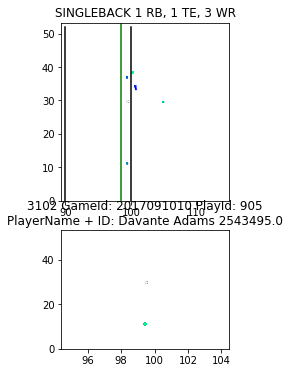 SINGLEBACK 1 RB, 1 TE, 3 WR
50
40
30
20
10
0
90 100 110
3102 GameId: 2017091010 PlayId: 905
PlayerName + ID: Davante Adams 2543495.0
40
20
0
96 98 100 102 104